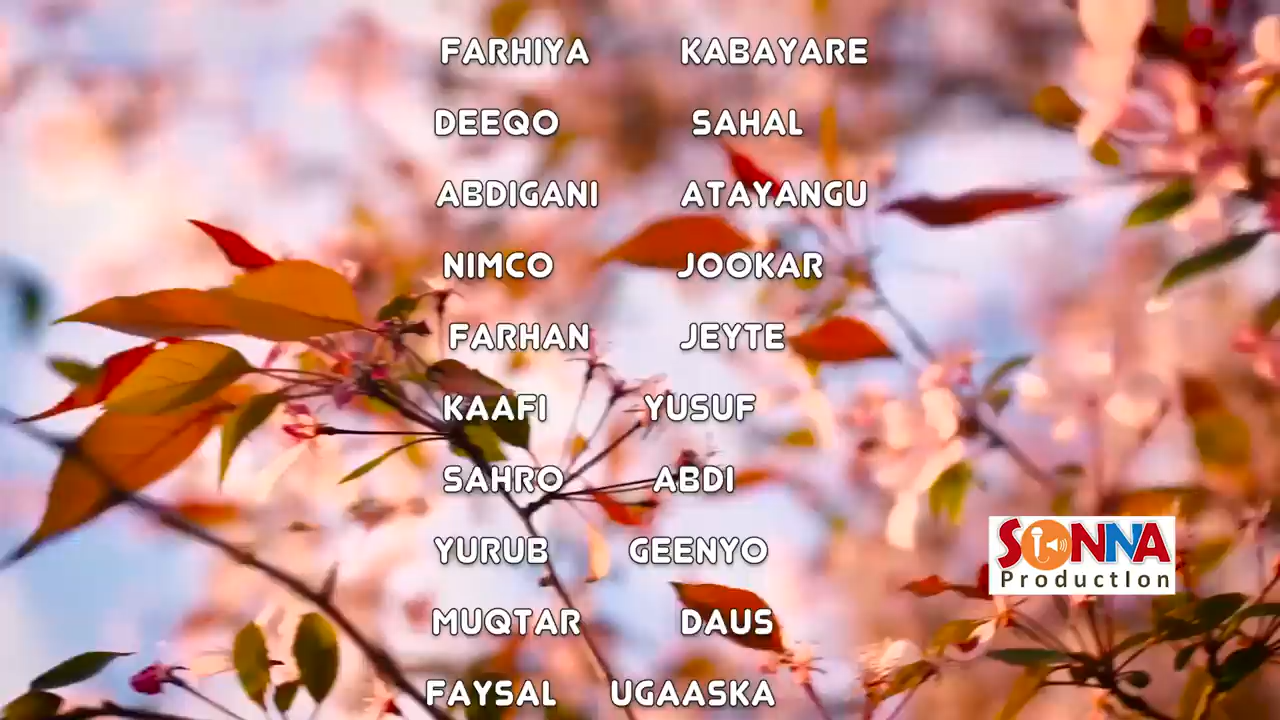 FARHIYA KABAYARE
DEEQO SAHAL
ABDIGANI ATAYANGU
NIMCO JOOKAR
FARHAN JEYTE
KAAFI YUSUF
SAHRO ABDI
YURUB GEENYO
MUQTAR DAUS
FAYSAL UGAASKA
SONNA
ProductIon